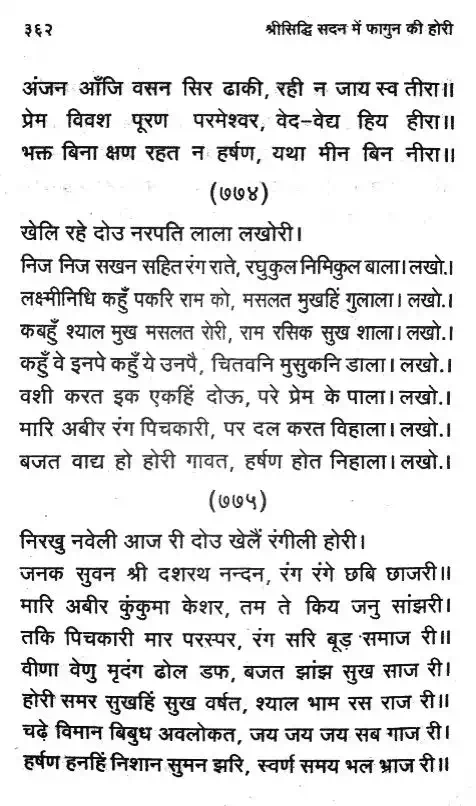 ३६२ श्रीसिद्धि सदन में फागुन की होरी
अंजन आँजि वसन सिर ढाकी, रही न जाय स्व तीरा॥
प्रेम विवश पूरण परमेश्वर, वेद-वेद्य हिय हीरा॥
भक्त बिना क्षण रहत न हर्षण, यथा मीन बिन नीरा॥
(७७४)
खेलि रहे दोउ नरपति लाला लखोरी।
निज निज सखन सहित रंग राते, रघुकुल निमिकुल बाला। लखो.।
लक्ष्मीनिधि कहुँ पकरि राम को, मसलत मुखहिं गुलाला। लखो.।
कबहुँ श्याल मुख मसलत रोरी, राम रसिक सुख शाला। लखो.।
कहुँ वे इनपे कहुँ ये उनपै, चितवनि मुसुकनि डाला। लखो.।
वशी करत इक एकहिं दोऊ, परे प्रेम के पाला। लखो.।
मारि अबीर रंग पिचकारी, पर दल करत विहाला। लखो.।
बजत वाद्य हो होरी गावत, हर्षण होत निहाला। लखो.।
(७७५)
निरखु नवेली आज री दोउ खेलैं रंगीली होरी।
जनक सुवन श्री दशरथ नन्दन, रंग रंगे छबि छाजरी॥
मारि अबीर कुंकुमा केशर, तम ते किय जनु सांझरी।
तकि पिचकारी मार परस्पर, रंग सरि बूड़ समाज री॥
वीणा वेणु मृदंग ढोल डफ, बजत झांझ सुख साज री।
होरी समर सुखहिं सुख वर्षत, श्याल भाम रस राज री॥
चढ़े विमान बिबुध अवलोकत, जय जय जय सब गाज री।
हर्षण हनहिं निशान सुमन झरि, स्वर्ण समय भल भ्राज री॥